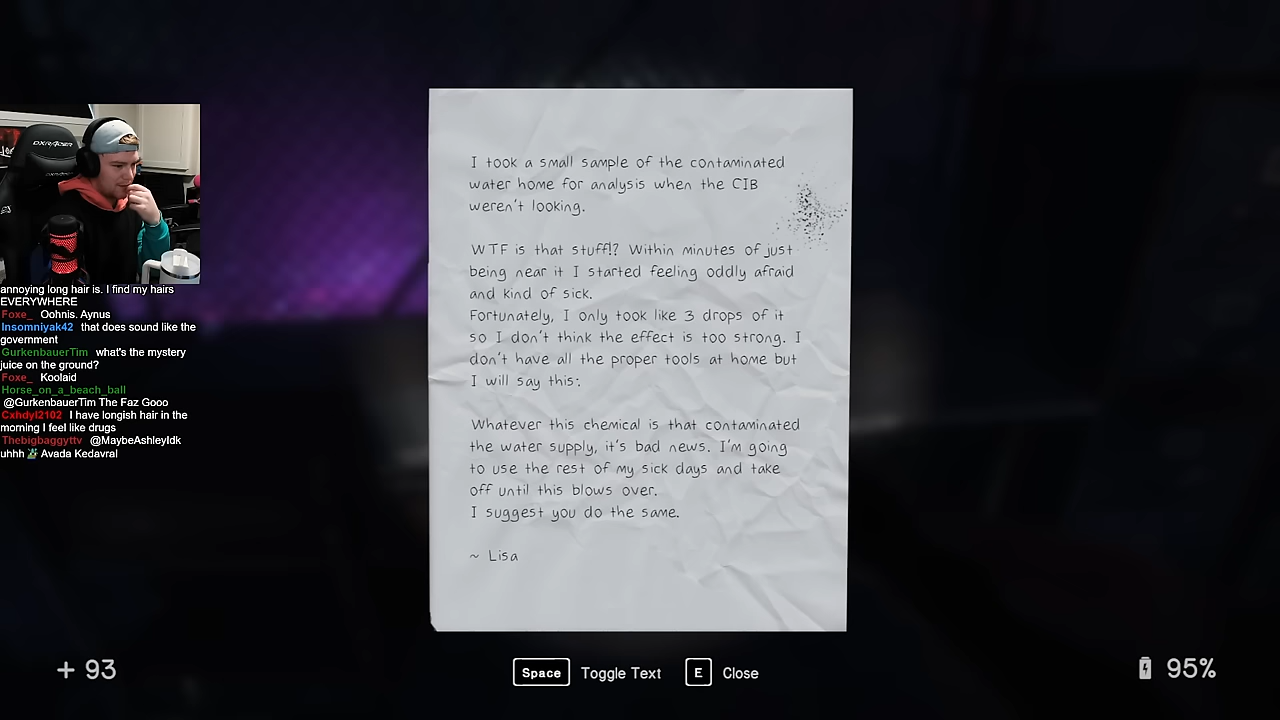 DXRACER
annoying long hair is. I find my hairs
EVERYWHERE
Foxe_ Oohnis. Aynus
Insomniyak42 that does sound like the
government
GurkenbauerTim what's the mystery
juice on the ground?
Foxe_ Koolaid
Horse_on_a_beach_ball
@GurkenbauerTim The Faz Gooo
Cxhdyl2102 I have longish hair in the
morning I feel like drugs
Thebigbaggyttv @MaybeAshleyIdk
uhhh Avada Kedavral
I took a small sample of the contaminated
water home for analysis when the CIB
weren't looking.
WTF is that stuff!? Within minutes of just
being near it I started feeling oddly afraid
and kind of sick.
Fortunately, I only took like 3 drops of it
so I don't think the effect is too strong. I
don't have all the proper tools at home but
I will say this:
Whatever this chemical is that contaminated
the water supply, it's bad news. I'm going
to use the rest of my sick days and take
off until this blows over.
I suggest you do the same.
~ Lisa
+ 93
Space Toggle Text E Close
95%